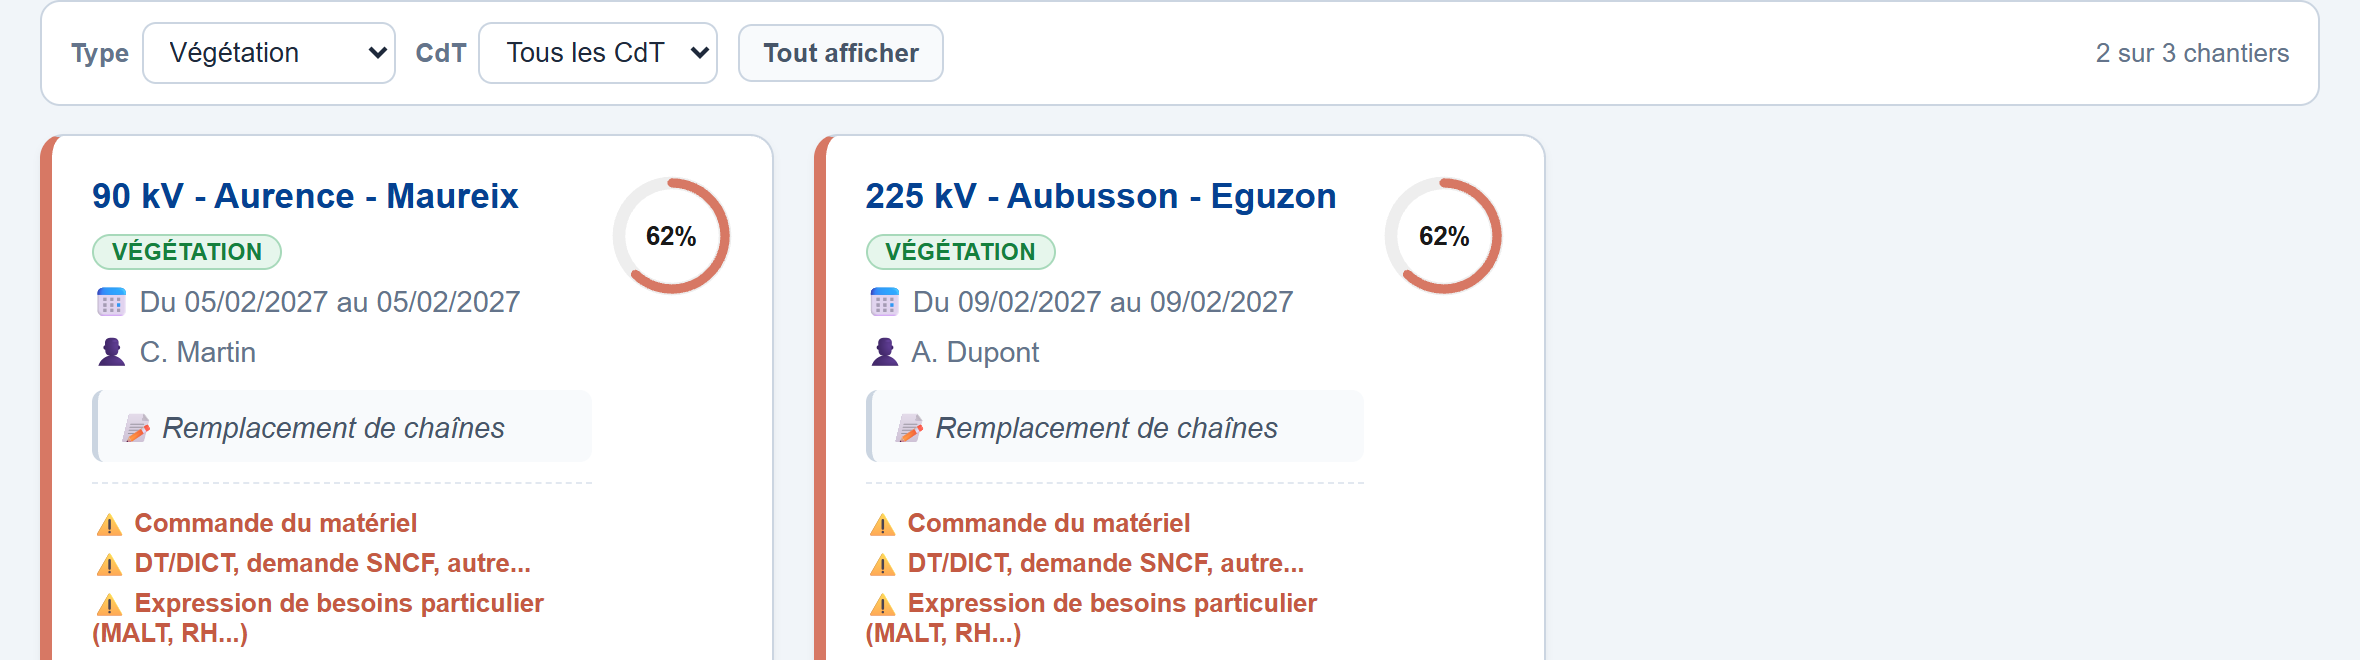 Type Végétation CdT Tous les CdT Tout afficher 2 sur 3 chantiers
90 kV - Aurence - Maureix
62%
VÉGÉTATION
Du 05/02/2027 au 05/02/2027
C. Martin
Remplacement de chaînes
Commande du matériel
DT/DICT, demande SNCF, autre...
Expression de besoins particulier
(MALT, RH...)
225 kV - Aubusson - Eguzon
62%
VÉGÉTATION
Du 09/02/2027 au 09/02/2027
A. Dupont
Remplacement de chaînes
Commande du matériel
DT/DICT, demande SNCF, autre...
Expression de besoins particulier
(MALT, RH...)